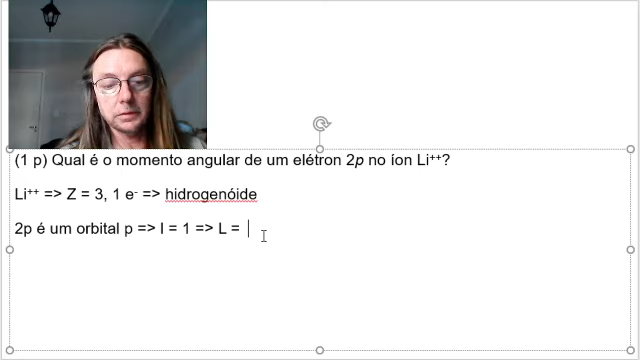 (1 p) Qual é o momento angular de um elétron 2p no íon Li⁺⁺?
Li⁺⁺ => Z = 3, 1 e⁻ => hidrogenóide
2p é um orbital p => l = 1 => L =